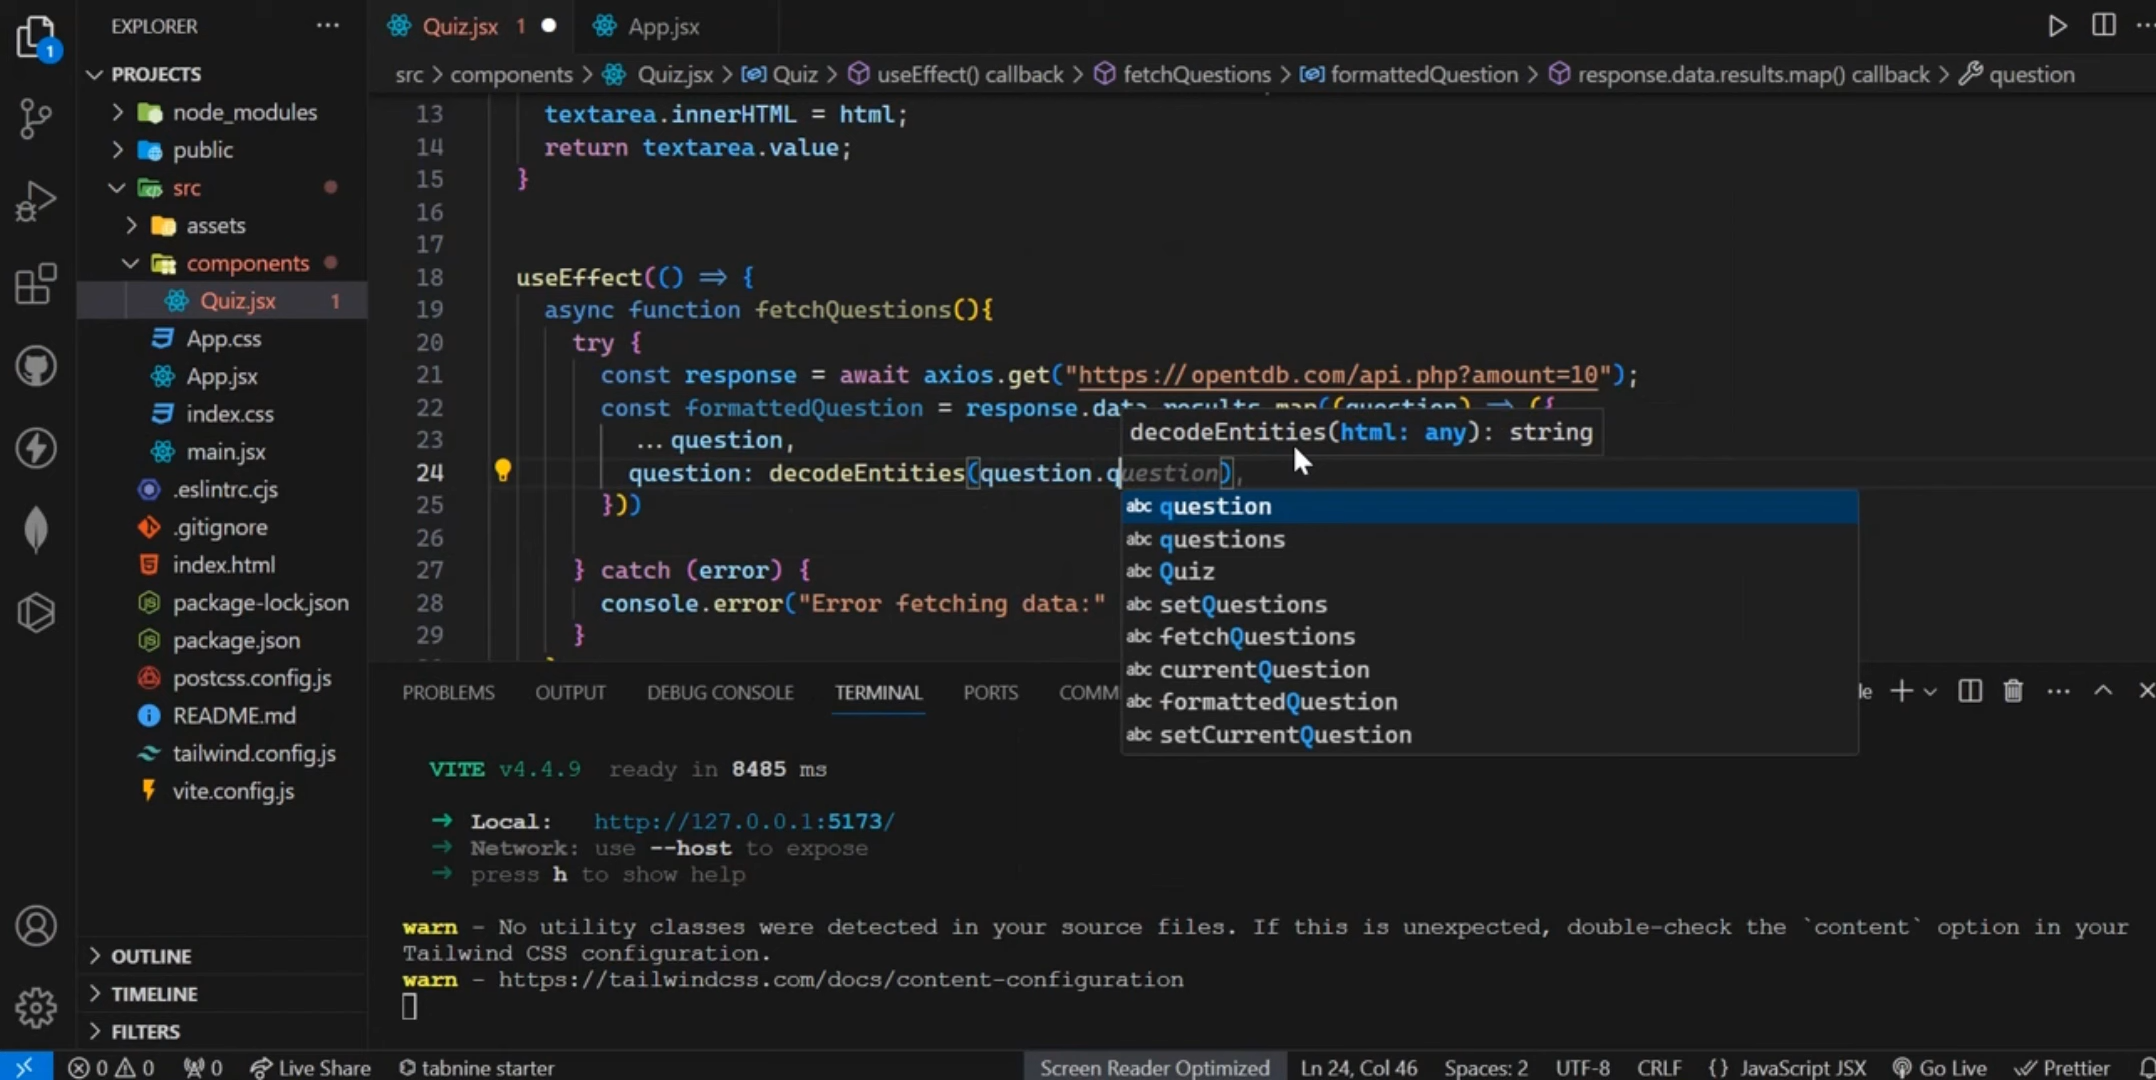 EXPLORER
Quiz.jsx 1
App.jsx
1
PROJECTS
src > components > Quiz.jsx > Quiz > useEffect() callback > fetchQuestions > formattedQuestion > response.data.results.map() callback > question
node_modules
public
src
assets
components
Quiz.jsx 1
App.css
App.jsx
index.css
main.jsx
.eslintrc.cjs
.gitignore
index.html
package-lock.json
package.json
postcss.config.js
README.md
tailwind.config.js
vite.config.js
OUTLINE
TIMELINE
FILTERS
13 textarea.innerHTML = html;
14 return textarea.value;
15 }
16
17
18 useEffect(() => {
19 async function fetchQuestions(){
20 try {
21 const response = await axios.get("https://opentdb.com/api.php?amount=10");
22 const formattedQuestion = response.data.results.map((question) => ({
decodeEntities(html: any): string
23 ...question,
24 question: decodeEntities(question.question),
25 }))
26
27 } catch (error) {
28 console.error("Error fetching data:"
29 }
question
questions
Quiz
setQuestions
fetchQuestions
currentQuestion
formattedQuestion
setCurrentQuestion
PROBLEMS OUTPUT DEBUG CONSOLE TERMINAL PORTS COMM le
VITE v4.4.9 ready in 8485 ms
➜ Local: http://127.0.0.1:5173/
➜ Network: use --host to expose
➜ press h to show help
warn - No utility classes were detected in your source files. If this is unexpected, double-check the `content` option in your
Tailwind CSS configuration.
warn - https://tailwindcss.com/docs/content-configuration
0 0 0 Live Share tabnine starter Screen Reader Optimized Ln 24, Col 46 Spaces: 2 UTF-8 CRLF {} JavaScript JSX Go Live Prettier